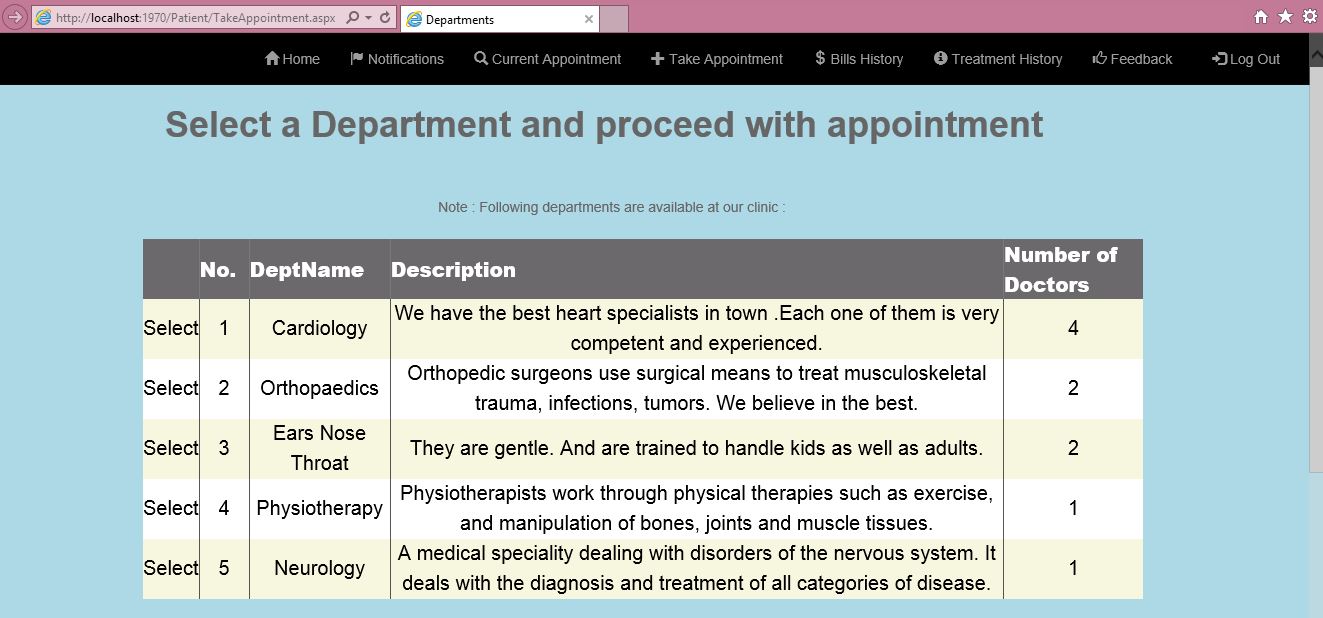 http://localhost:1970/Patient/TakeAppointment.aspx
Departments
Home Notifications Current Appointment Take Appointment $ Bills History Treatment History Feedback Log Out
Select a Department and proceed with appointment
Note : Following departments are available at our clinic :
No. DeptName Description Number of
Doctors
Select 1 Cardiology We have the best heart specialists in town .Each one of them is very
competent and experienced. 4
Select 2 Orthopaedics Orthopedic surgeons use surgical means to treat musculoskeletal
trauma, infections, tumors. We believe in the best. 2
Select 3 Ears Nose
Throat They are gentle. And are trained to handle kids as well as adults. 2
Select 4 Physiotherapy Physiotherapists work through physical therapies such as exercise,
and manipulation of bones, joints and muscle tissues. 1
Select 5 Neurology A medical speciality dealing with disorders of the nervous system. It
deals with the diagnosis and treatment of all categories of disease. 1